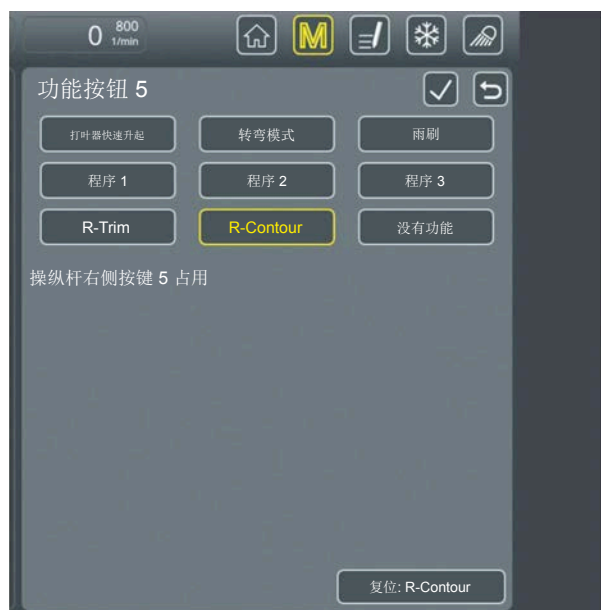 0 800
1/min
M
功能按钮 5
打叶器快速升起 转弯模式 雨刷
程序 1 程序 2 程序 3
R-Trim R-Contour 没有功能
操纵杆右侧按键 5 占用
复位: R-Contour